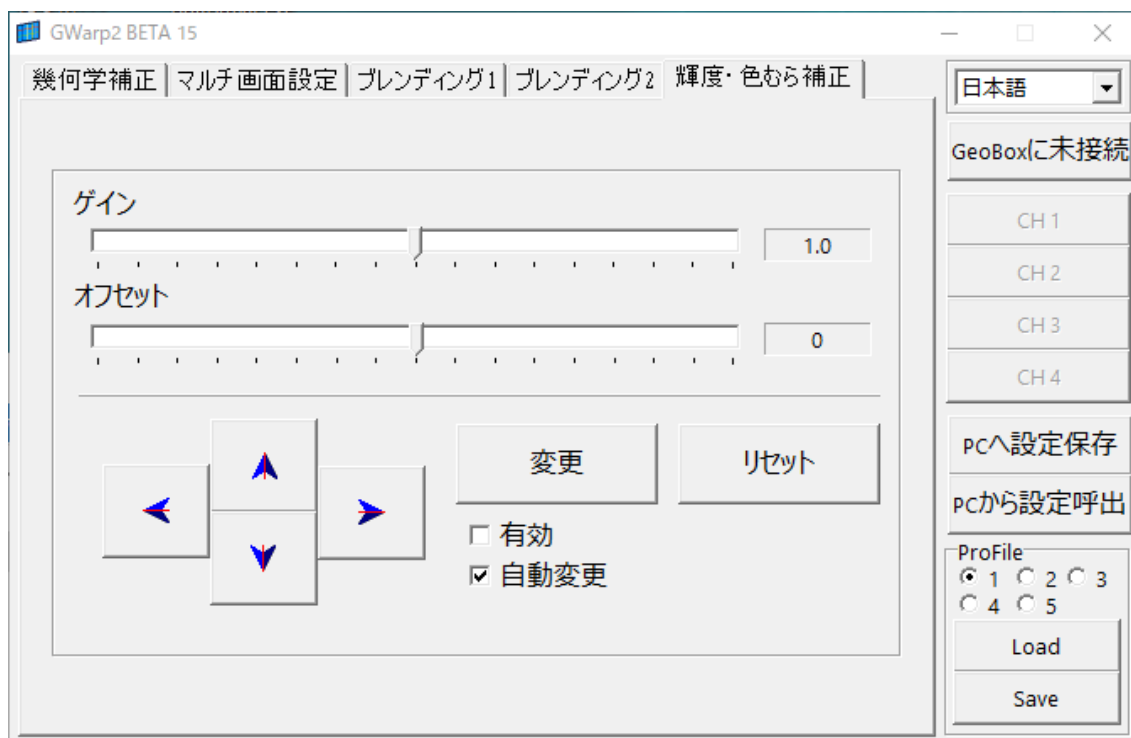 GWarp2 BETA 15
幾何学補正 マルチ画面設定 ブレンディング1 ブレンディング2 輝度・色むら補正
日本語
GeoBoxに未接続
ゲイン
1.0
オフセット
0
変更
リセット
有効
自動変更
CH 1
CH 2
CH 3
CH 4
PCへ設定保存
PCから設定呼出
ProFile
1 2 3
4 5
Load
Save